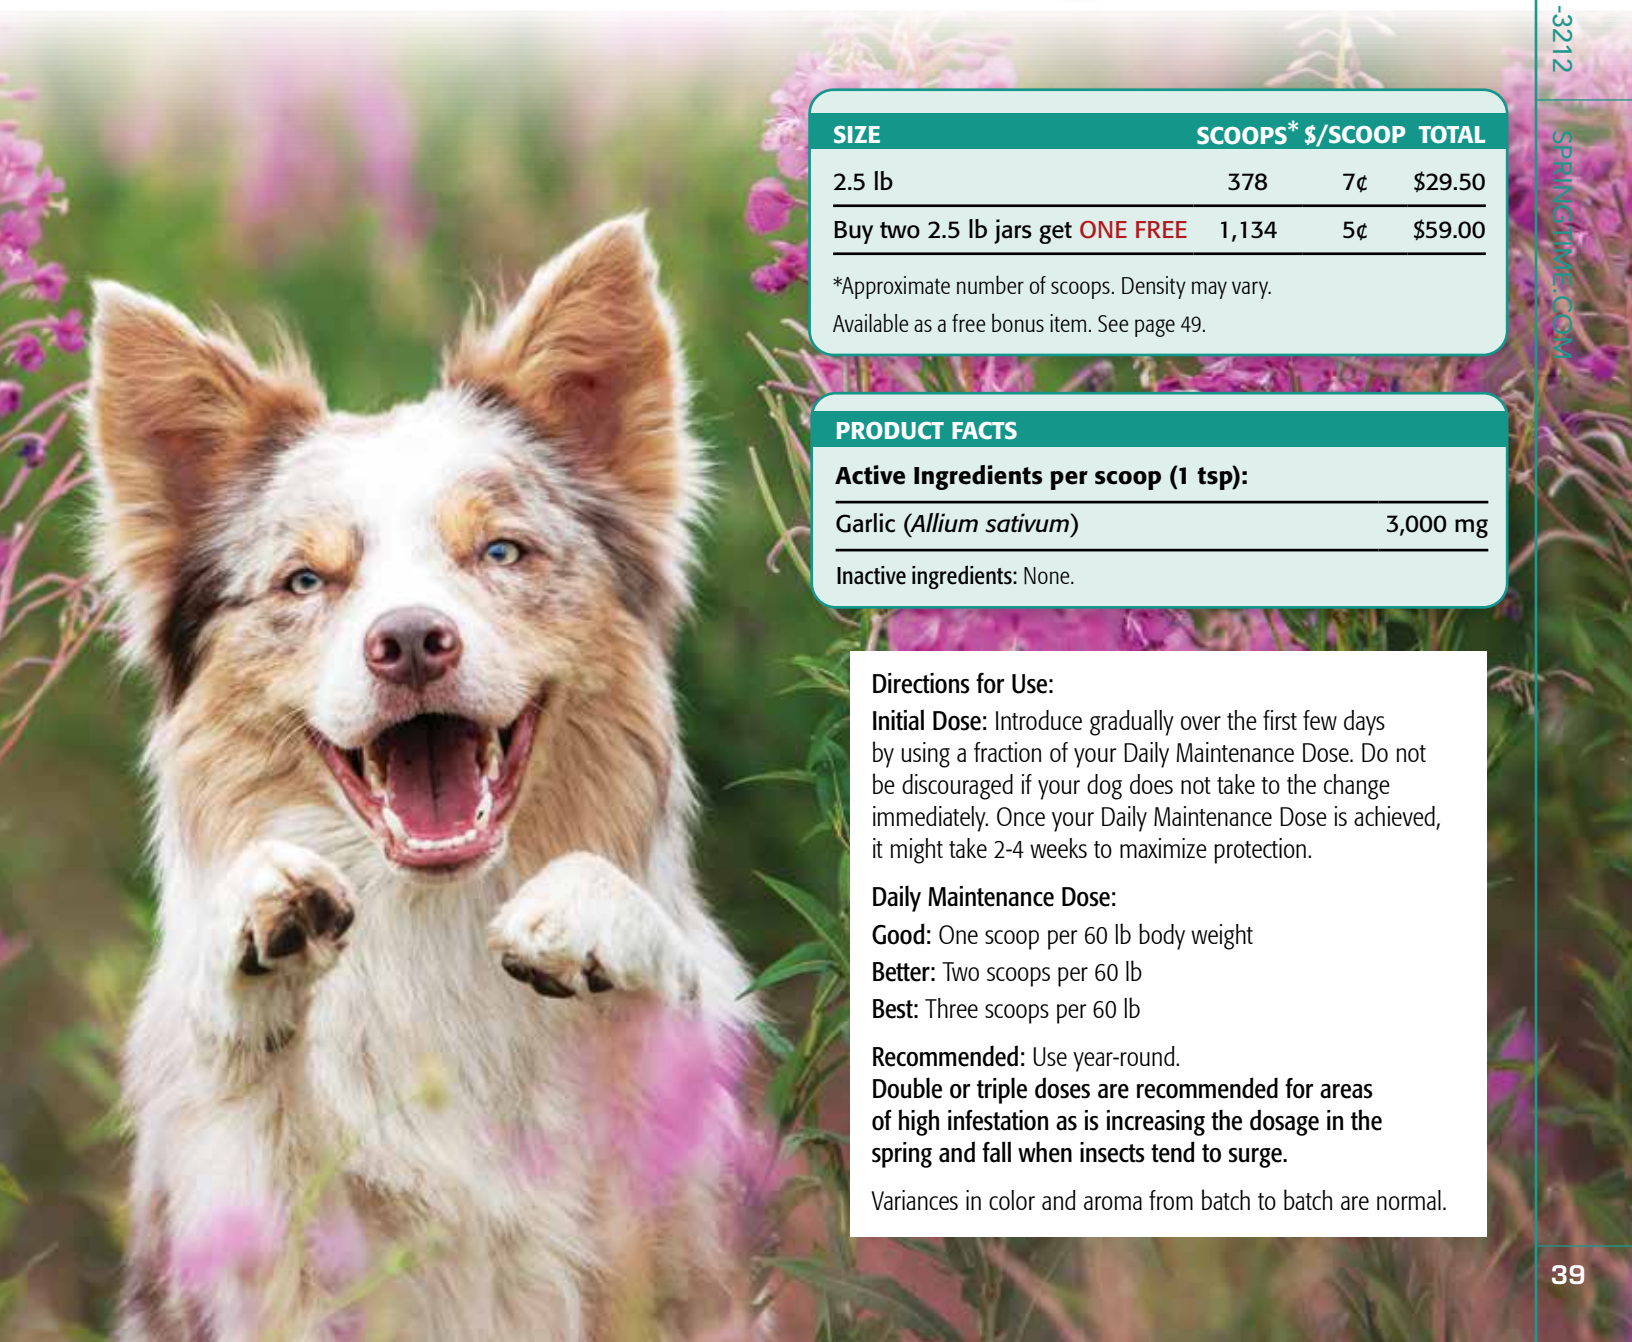 SIZE SCOOPS* $/SCOOP TOTAL
2.5 lb 378 7¢ $29.50
Buy two 2.5 lb jars get ONE FREE 1,134 5¢ $59.00
*Approximate number of scoops. Density may vary.
Available as a free bonus item. See page 49.
PRODUCT FACTS
Active Ingredients per scoop (1 tsp):
Garlic (Allium sativum) 3,000 mg
Inactive ingredients: None.
Directions for Use:
Initial Dose: Introduce gradually over the first few days
by using a fraction of your Daily Maintenance Dose. Do not
be discouraged if your dog does not take to the change
immediately. Once your Daily Maintenance Dose is achieved,
it might take 2-4 weeks to maximize protection.
Daily Maintenance Dose:
Good: One scoop per 60 lb body weight
Better: Two scoops per 60 lb
Best: Three scoops per 60 lb
Recommended: Use year-round.
Double or triple doses are recommended for areas
of high infestation as is increasing the dosage in the
spring and fall when insects tend to surge.
Variances in color and aroma from batch to batch are normal.
-3212
SPRINGTIME.COM
39